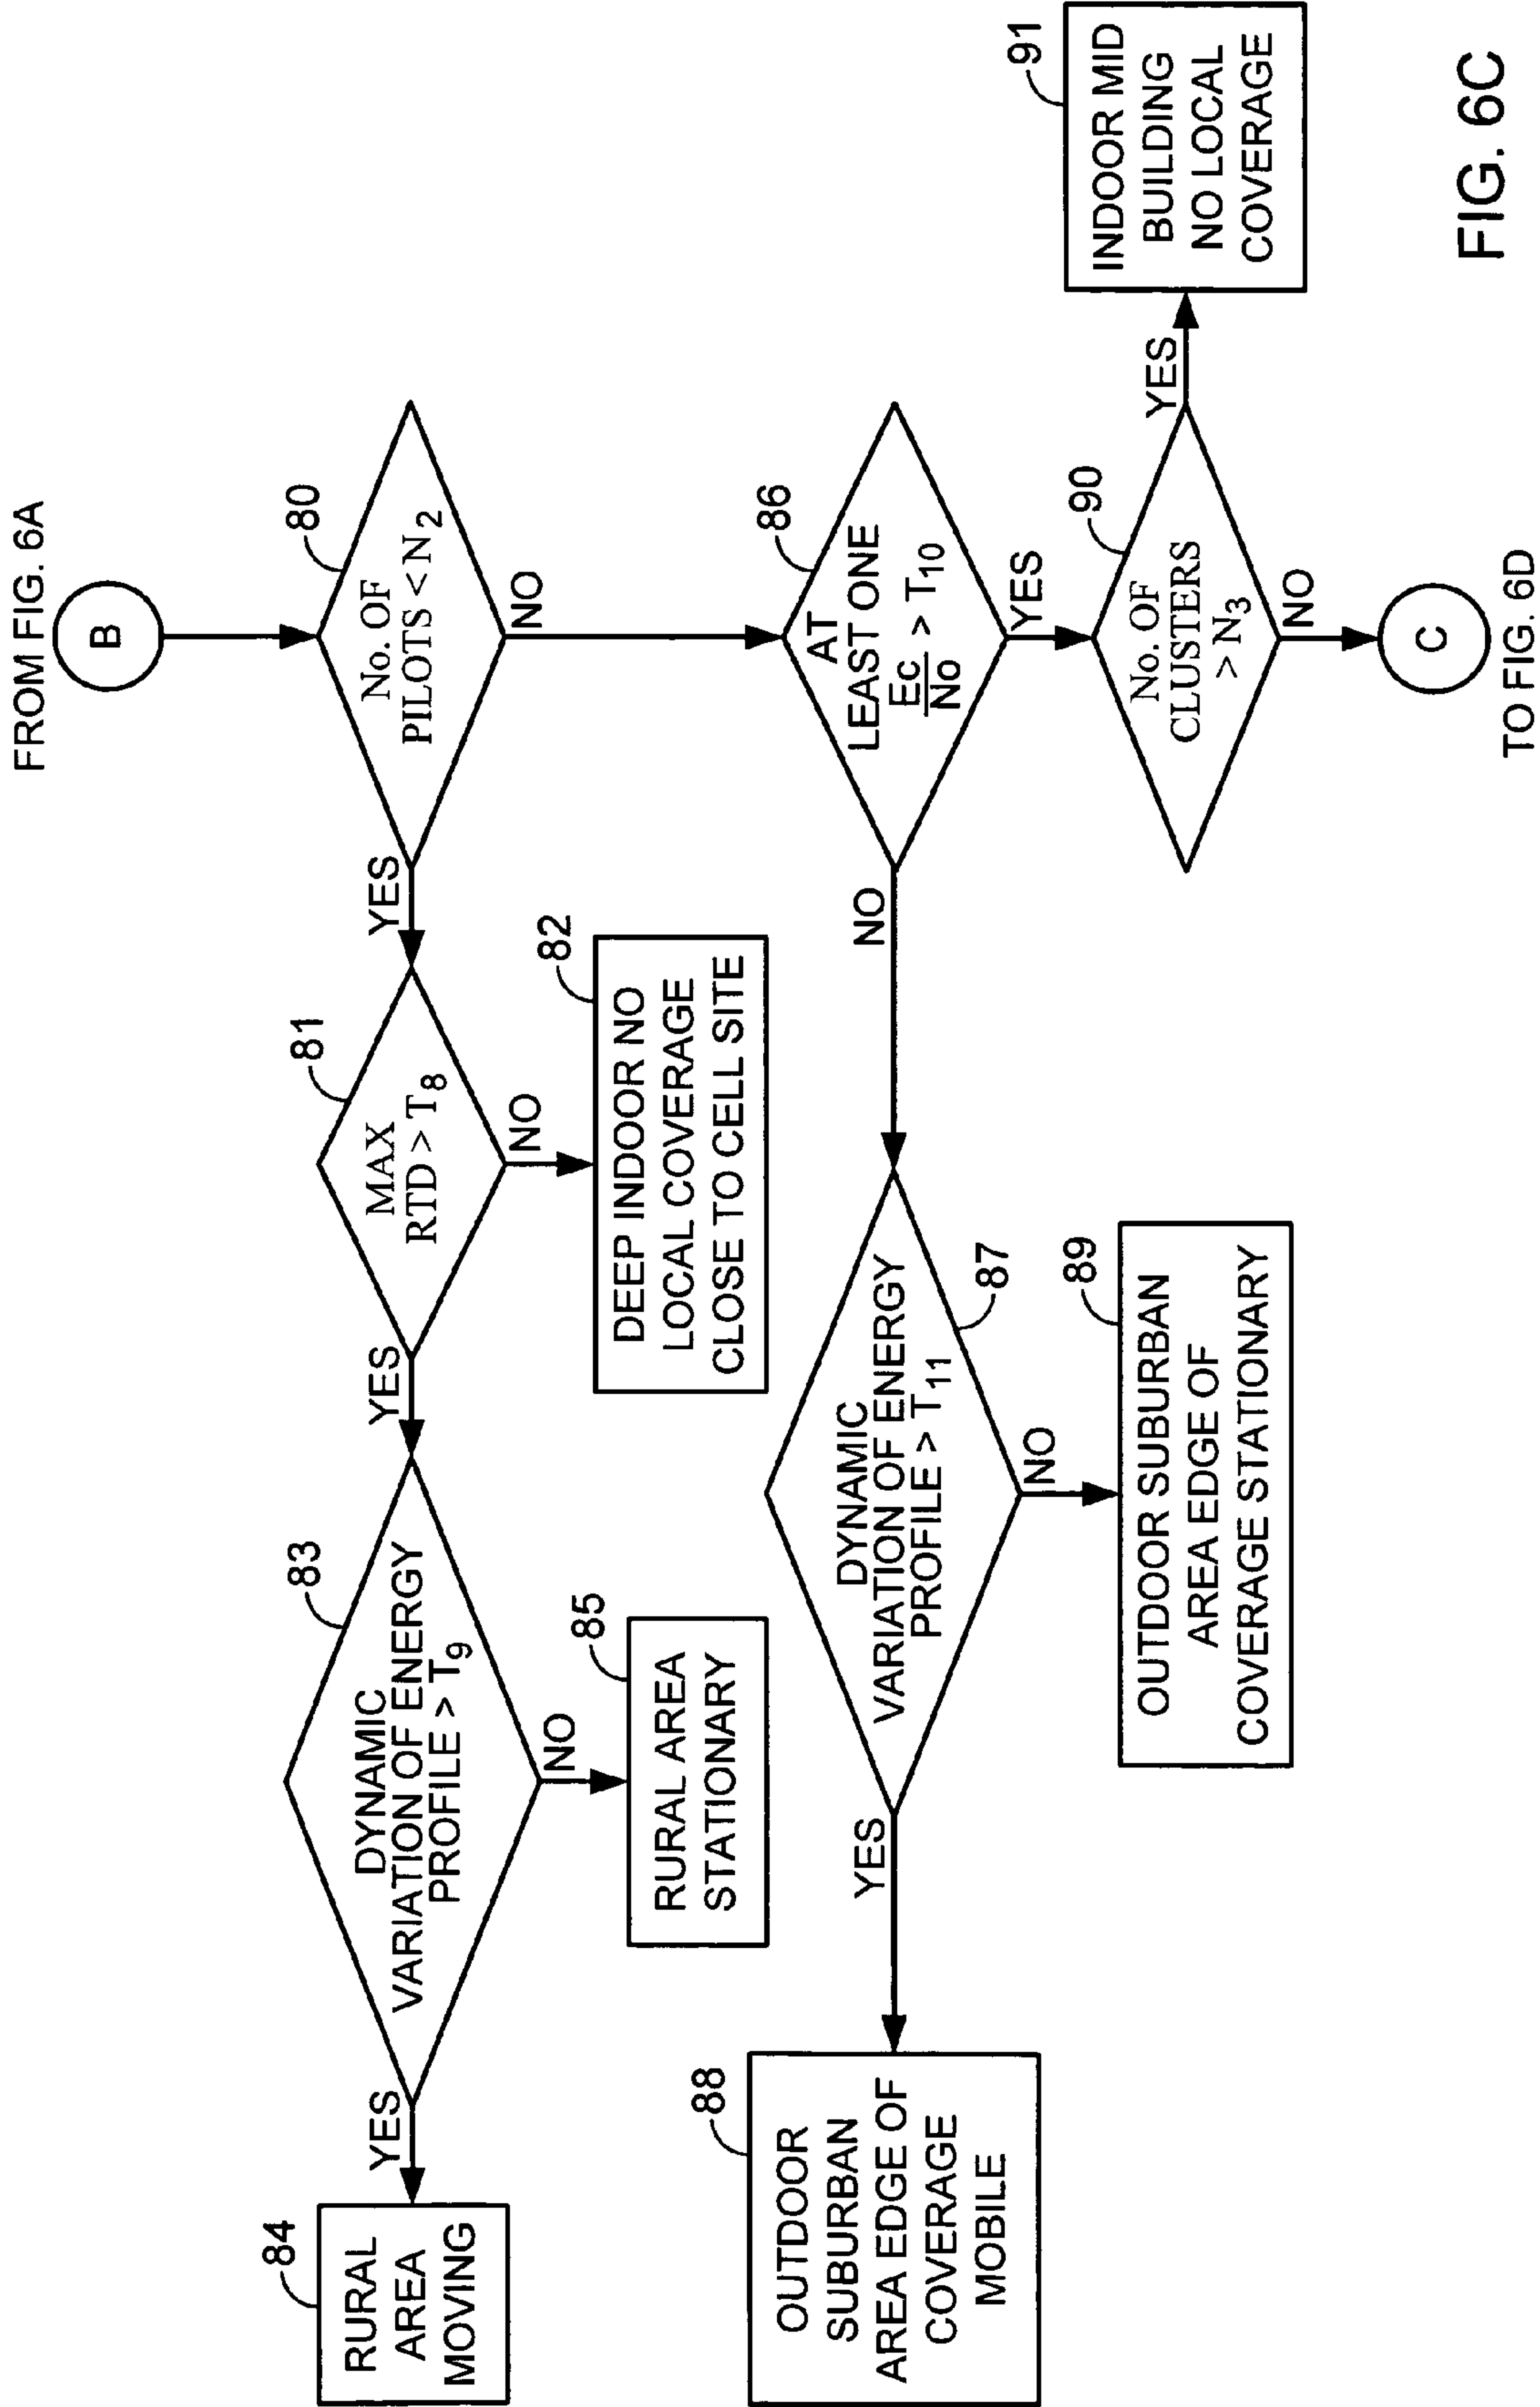 FROM FIG. 6A
B
80
No. OF
PILOTS < N2
YES
NO
81
MAX
RTD > T8
YES
NO
82
DEEP INDOOR NO
LOCAL COVERAGE
CLOSE TO CELL SITE
83
DYNAMIC
VARIATION OF ENERGY
PROFILE > T9
YES
NO
84
RURAL
AREA
MOVING
85
RURAL AREA
STATIONARY
86
AT
LEAST ONE
Ec
No
> T10
NO
YES
87
DYNAMIC
VARIATION OF ENERGY
PROFILE > T11
YES
NO
88
OUTDOOR
SUBURBAN
AREA EDGE OF
COVERAGE
MOBILE
89
OUTDOOR SUBURBAN
AREA EDGE OF
COVERAGE STATIONARY
90
No. OF
CLUSTERS
> N3
YES
NO
91
INDOOR MID
BUILDING
NO LOCAL
COVERAGE
C
TO FIG. 6D
FIG. 6C